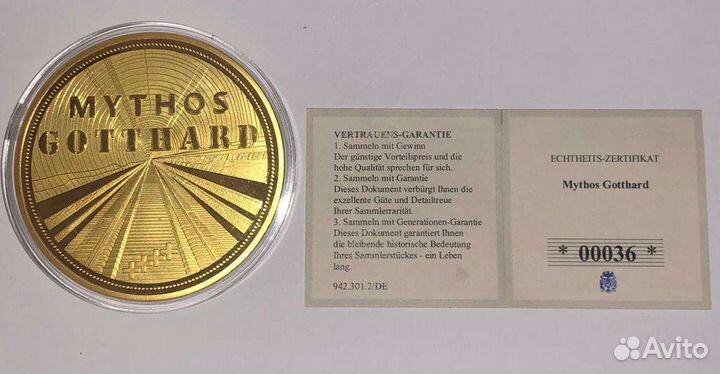 MYTHOS
GOTTHARD
VERTRAUENS-GARANTIE
1. Sammeln mit Gewinn
Der günstige Vorteilspreis und die
hohe Qualität sprechen für sich.
2. Sammeln mit Garantie
Dieses Dokument verbürgt Ihnen die
exzellente Güte und Detailtreue
Ihrer Sammlerrarität.
3. Sammeln mit Generationen-Garantie
Dieses Dokument garantiert Ihnen
die bleibende historische Bedeutung
Ihres Sammlerstückes - ein Leben
lang.
942.301.2/DE
ECHTHEITS-ZERTIFIKAT
Mythos Gotthard
* 00036 *
Avito